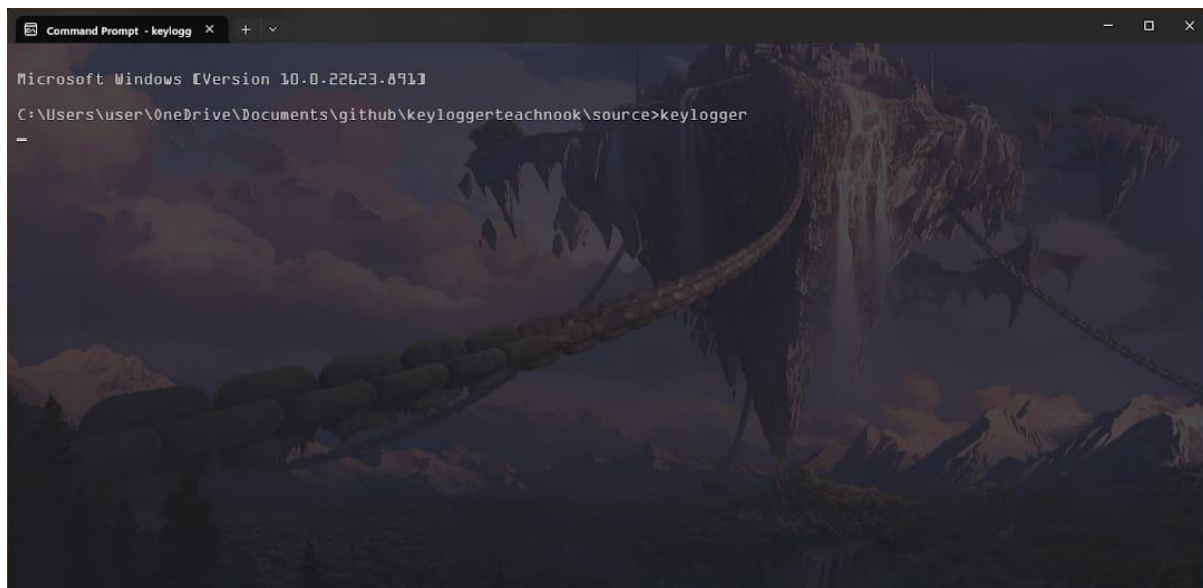 Command Prompt - keylogg
Microsoft Windows [Version 10.0.22623.891]
C:\Users\user\OneDrive\Documents\github\keyloggerteachnook\source>keylogger